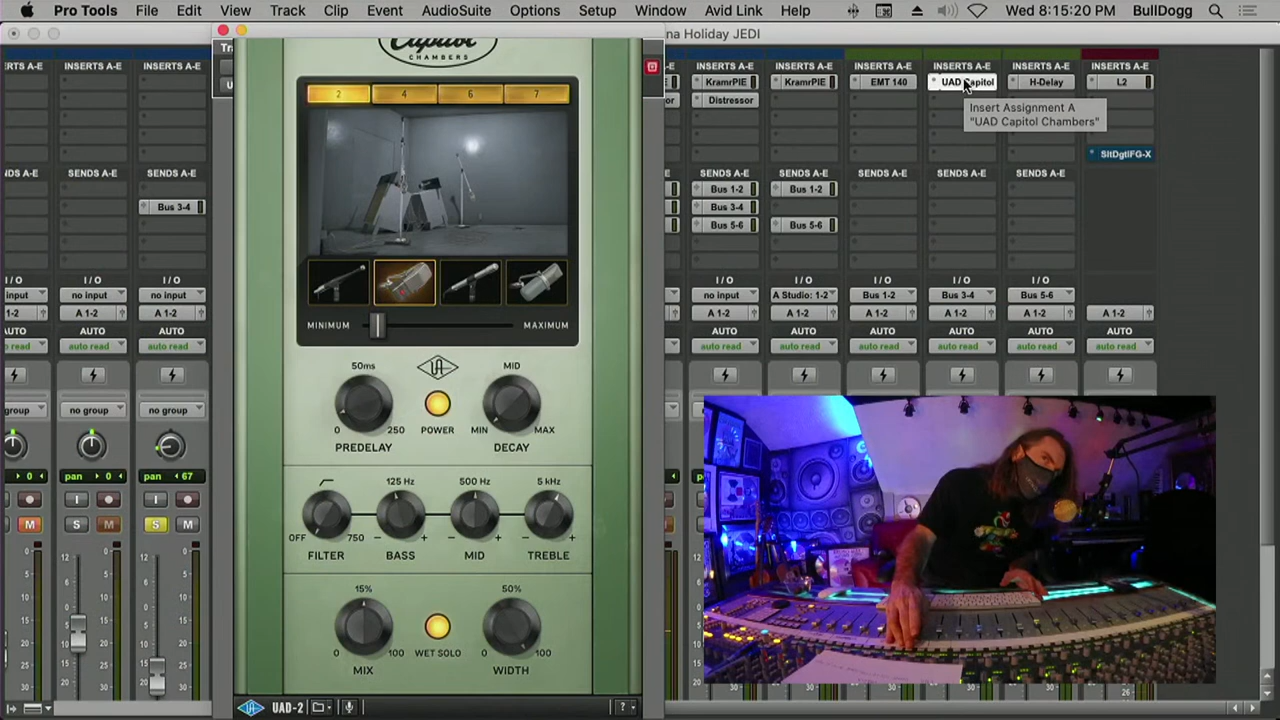 Pro Tools File Edit View Track Clip Event AudioSuite Options Setup Window Avid Link Help Wed 8:15:20 PM BullDogg
na Holiday JEDI
Capitol
CHAMBERS
INSERTS A-E INSERTS A-E INSERTS A-E INSERTS A-E INSERTS A-E INSERTS A-E INSERTS A-E INSERTS A-E
KramrPIE KramrPIE EMT 140 UAD Capitol H-Delay L2
Distressor
Insert Assignment A
"UAD Capitol Chambers"
SltDgtlFG-X
2 4 6 7
SENDS A-E SENDS A-E SENDS A-E SENDS A-E SENDS A-E SENDS A-E
Bus 1-2 Bus 1-2
Bus 3-4 Bus 3-4
Bus 5-6 Bus 5-6
I/O I/O I/O I/O I/O I/O I/O
no input no input no input A Studio: 1-2 Bus 1-2 Bus 3-4 Bus 5-6
A 1-2 A 1-2 A 1-2 A 1-2 A 1-2 A 1-2 A 1-2 A 1-2
AUTO AUTO AUTO AUTO AUTO AUTO AUTO AUTO
auto read auto read auto read auto read auto read auto read auto read auto read
no group no group
MINIMUM MAXIMUM
50ms MID
0 250 POWER MIN MAX
PREDELAY DECAY
125 Hz 500 Hz 5 kHz
OFF 750 - + - + - +
FILTER BASS MID TREBLE
15% 50%
0 100 WET SOLO 0 100
MIX WIDTH
UAD-2 ?
pan 0 pan 67
I I
M S M S M